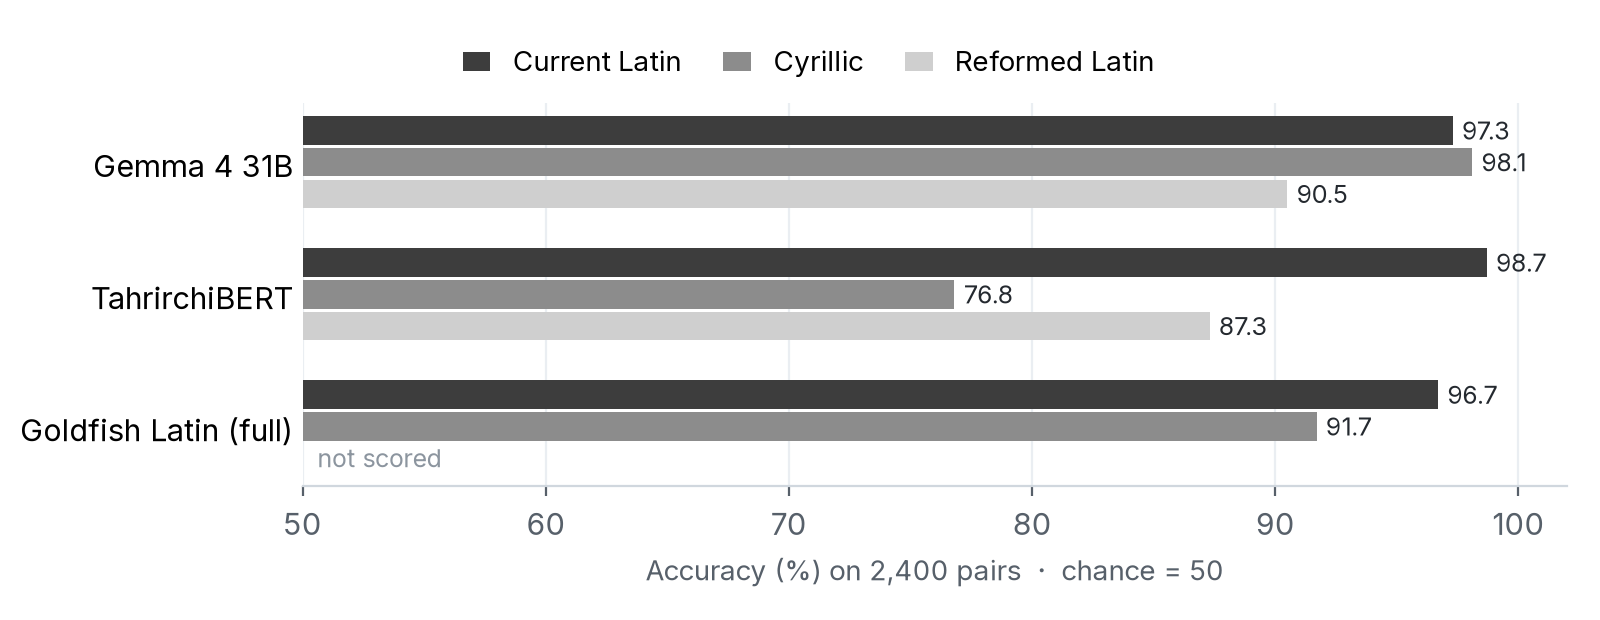 Current Latin Cyrillic Reformed Latin
Gemma 4 31B
97.3
98.1
90.5
TahrirchiBERT
98.7
76.8
87.3
Goldfish Latin (full)
96.7
91.7
not scored
50 60 70 80 90 100
Accuracy (%) on 2,400 pairs · chance = 50